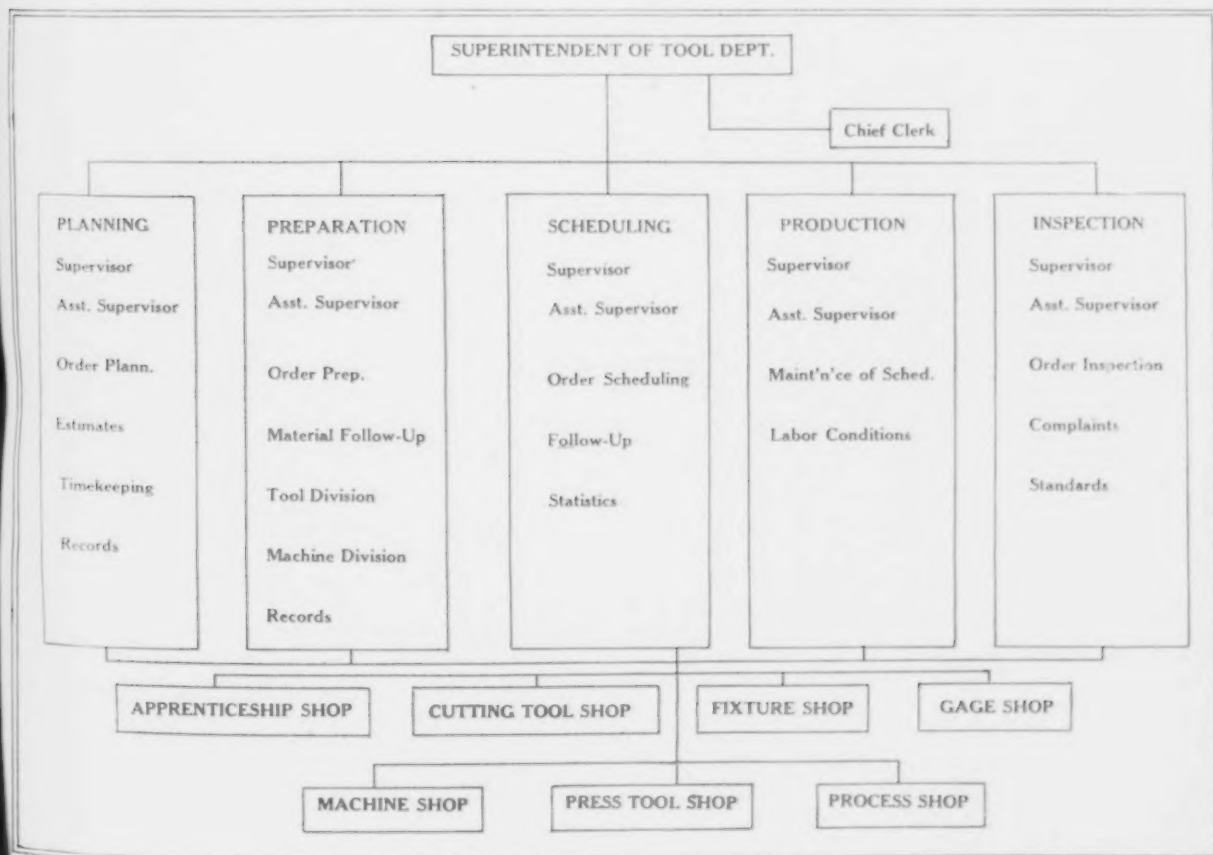 SUPERINTENDENT OF TOOL DEPT.
Chief Clerk
PLANNING
Supervisor
Asst. Supervisor
Order Plann.
Estimates
Timekeeping
Records
PREPARATION
Supervisor
Asst. Supervisor
Order Prep.
Material Follow-Up
Tool Division
Machine Division
Records
SCHEDULING
Supervisor
Asst. Supervisor
Order Scheduling
Follow-Up
Statistics
PRODUCTION
Supervisor
Asst. Supervisor
Maint'n'ce of Sched.
Labor Conditions
INSPECTION
Supervisor
Asst. Supervisor
Order Inspection
Complaints
Standards
APPRENTICESHIP SHOP
CUTTING TOOL SHOP
FIXTURE SHOP
GAGE SHOP
MACHINE SHOP
PRESS TOOL SHOP
PROCESS SHOP